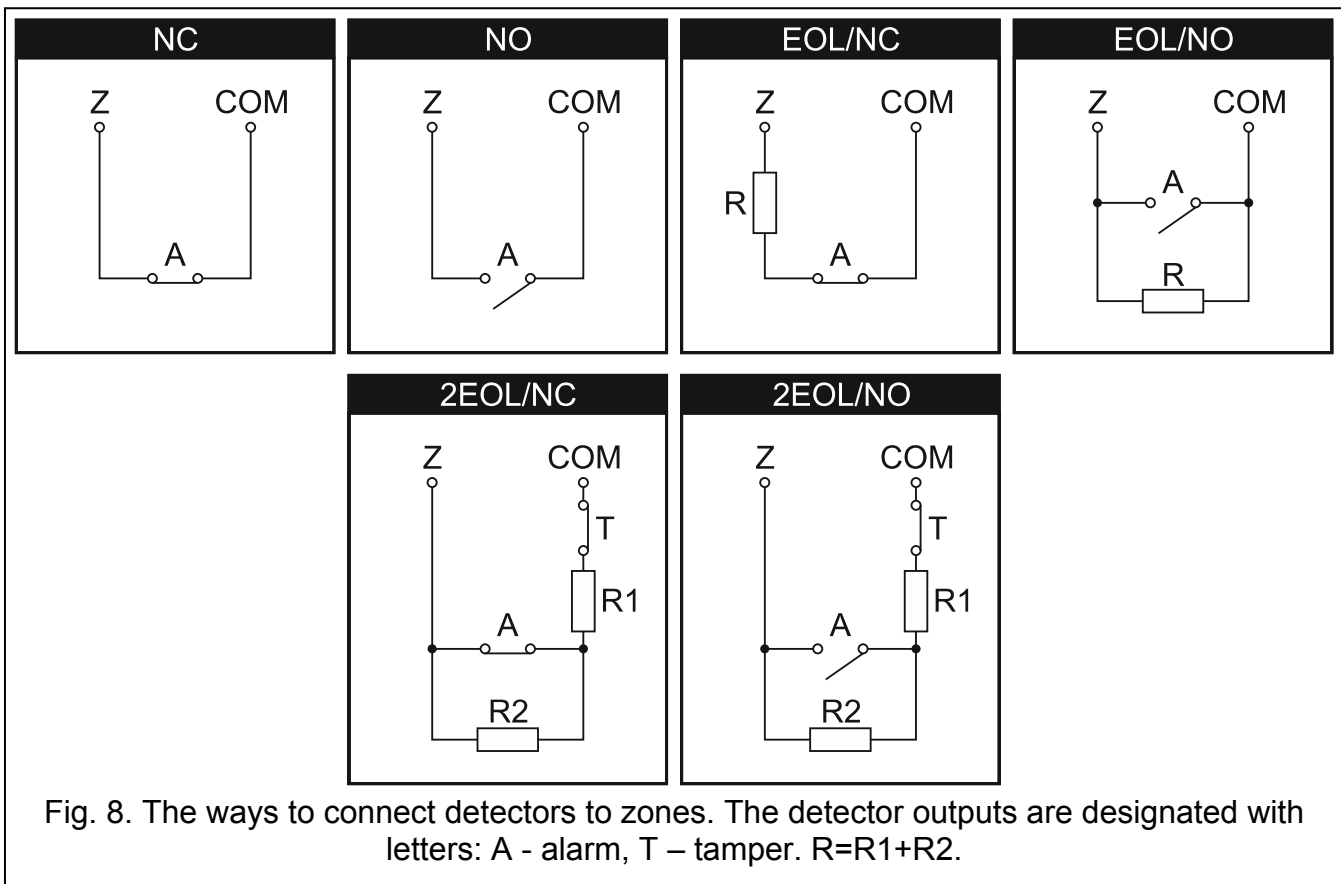 NC
Z COM
A
NO
Z COM
A
EOL/NC
Z COM
R
A
EOL/NO
Z COM
A
R
2EOL/NC
Z COM
T
R1
A
R2
2EOL/NO
Z COM
T
R1
A
R2
Fig. 8. The ways to connect detectors to zones. The detector outputs are designated with
letters: A - alarm, T – tamper. R=R1+R2.